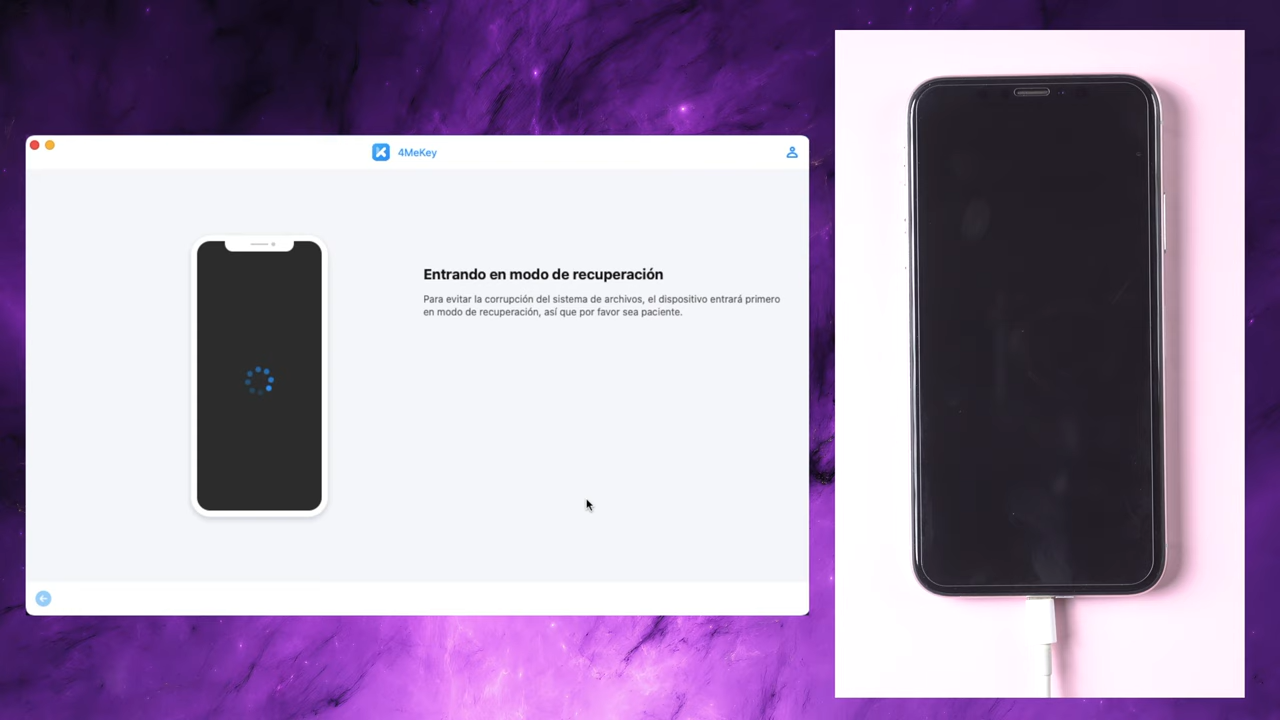 4MeKey
Entrando en modo de recuperación
Para evitar la corrupción del sistema de archivos, el dispositivo entrará primero
en modo de recuperación, así que por favor sea paciente.